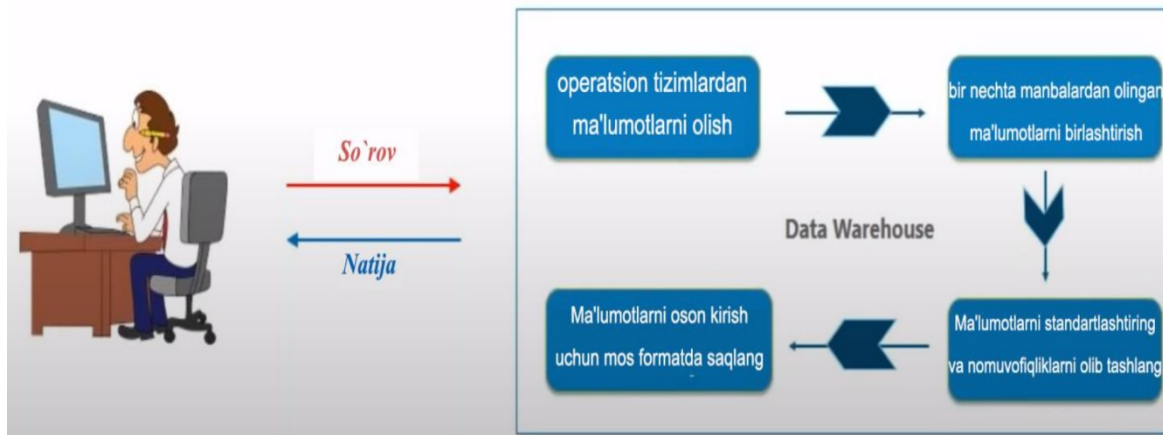 So`rov
Natija
operatsion tizimlardan
ma'lumotlarni olish
bir nechta manbalardan olingan
ma'lumotlarni birlashtirish
Data Warehouse
Ma'lumotlarni standartlashtiring
va nomuvofiqliklarni olib tashlang
Ma'lumotlarni oson kirish
uchun mos formatda saqlang